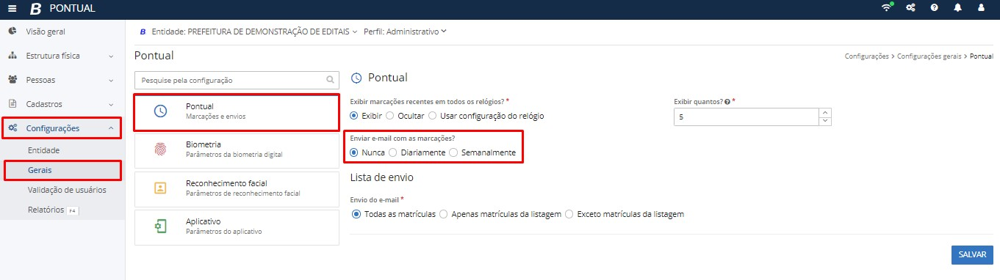 B PONTUAL
Visão geral
Estrutura física
Pessoas
Cadastros
Configurações
Entidade
Gerais
Validação de usuários
Relatórios F4
B Entidade: PREFEITURA DE DEMONSTRAÇÃO DE EDITAIS Perfil: Administrativo
Pontual
Configurações > Configurações gerais > Pontual
Pesquise pela configuração
Pontual
Marcações e envios
Biometria
Parâmetros da biometria digital
Reconhecimento facial
Parâmetros de reconhecimento facial
Aplicativo
Parâmetros do aplicativo
Pontual
Exibir marcações recentes em todos os relógios? *
Exibir Ocultar Usar configuração do relógio
Exibir quantos? ? *
5
Enviar e-mail com as marcações?
Nunca Diariamente Semanalmente
Lista de envio
Envio do e-mail *
Todas as matrículas Apenas matrículas da listagem Exceto matrículas da listagem
SALVAR